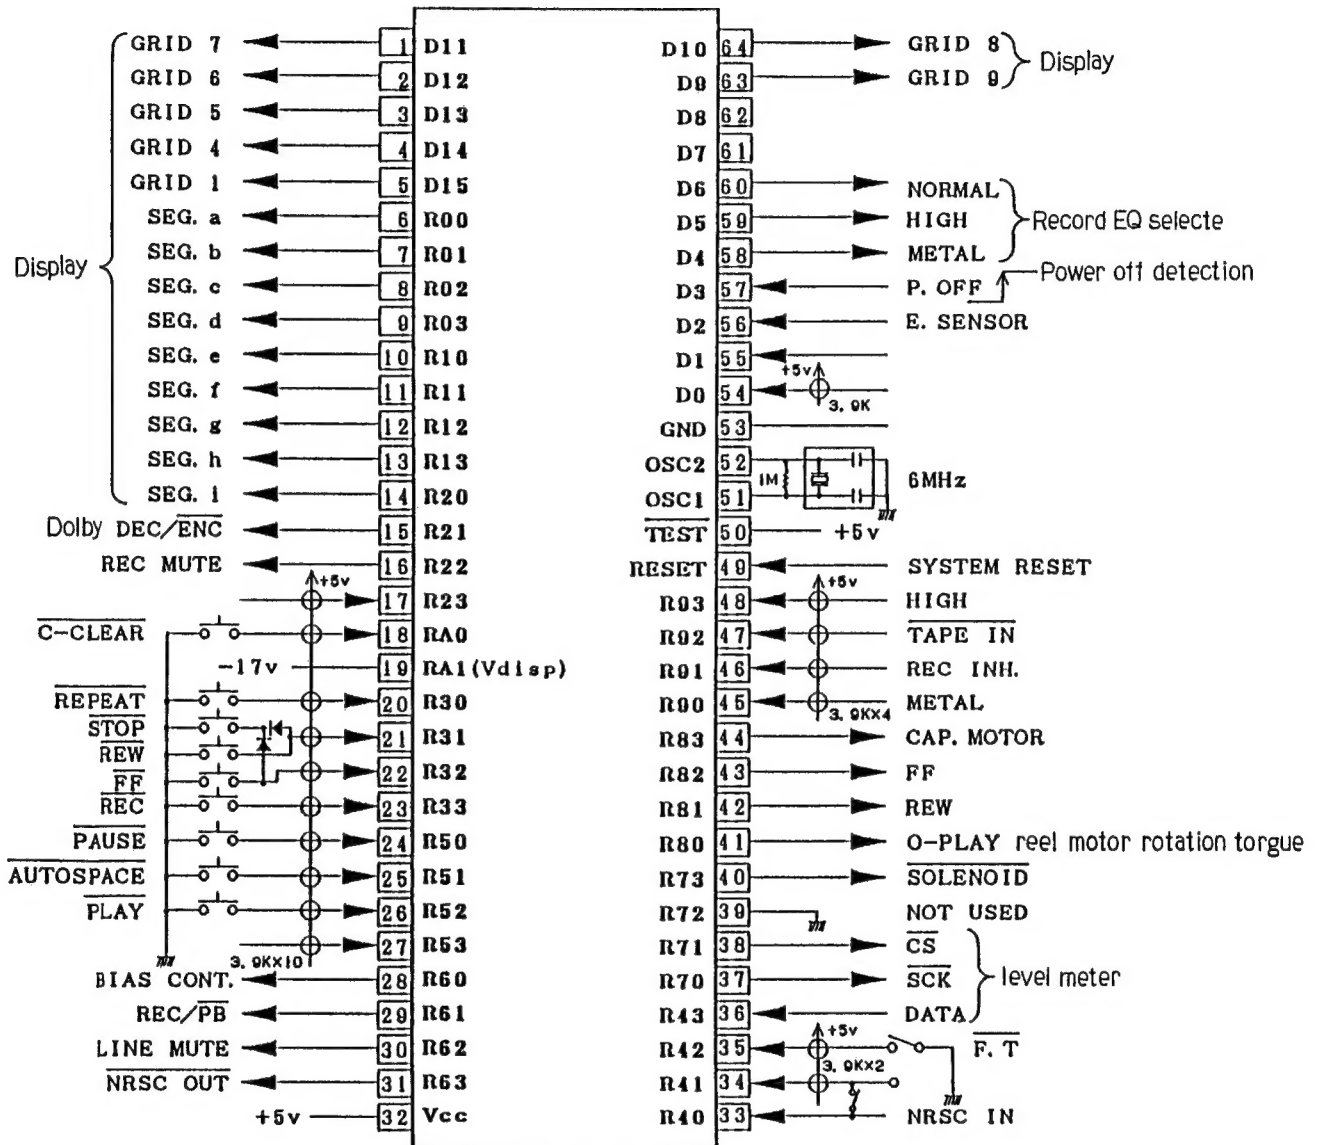 GRID 7 1 D11 D10 64 GRID 8
GRID 6 2 D12 D9 63 GRID 9
Display
GRID 5 3 D13 D8 62
GRID 4 4 D14 D7 61
GRID 1 5 D15 D6 60 NORMAL
SEG. a 6 R00 D5 59 HIGH
Record EQ selecte
SEG. b 7 R01 D4 58 METAL
Display
SEG. c 8 R02 D3 57 P. OFF
Power off detection
SEG. d 9 R03 D2 56 E. SENSOR
SEG. e 10 R10 D1 55
+5v
SEG. f 11 R11 D0 54
3.9K
SEG. g 12 R12 GND 53
SEG. h 13 R13 OSC2 52
1M 6MHz
SEG. i 14 R20 OSC1 51
Dolby DEC/ENC 15 R21 TEST 50 +5v
REC MUTE 16 R22 RESET 49 SYSTEM RESET
+5v +5v
17 R23 R93 48 HIGH
C-CLEAR 18 RA0 R92 47 TAPE IN
-17v 19 RA1(Vdisp) R91 46 REC INH.
REPEAT 20 R30 R90 45 METAL
3.9K×4
STOP
21 R31 R83 44 CAP. MOTOR
REW
FF 22 R32 R82 43 FF
REC 23 R33 R81 42 REW
PAUSE 24 R50 R80 41 O-PLAY reel motor rotation torgue
AUTOSPACE 25 R51 R73 40 SOLENOID
PLAY 26 R52 R72 39 NOT USED
27 R53 R71 38 CS
3.9K×10
BIAS CONT. 28 R60 R70 37 SCK
level meter
REC/PB 29 R61 R43 36 DATA
+5v
LINE MUTE 30 R62 R42 35 F. T
3.9K×2
NRSC OUT 31 R63 R41 34
+5v 32 Vcc R40 33 NRSC IN